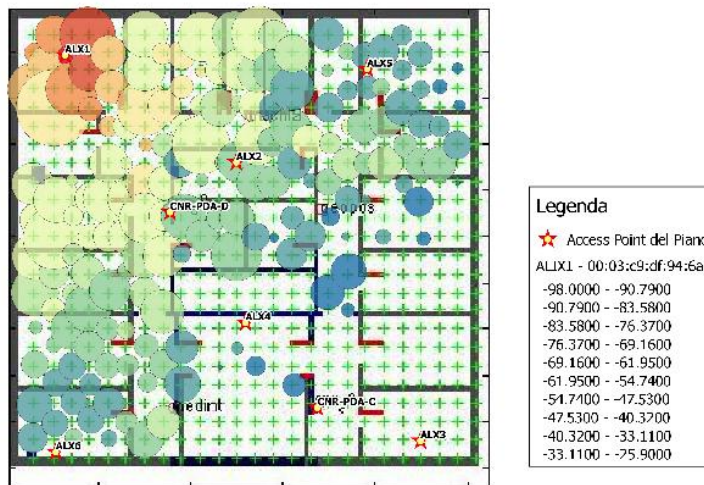 ALX1
ALX5
ALX2
CNR-PDA-D
geopos
ALX4
CNR-PDA-C
ALX3
ALX6
Legenda
Access Point del Piano
ALIX1 - 00:03:c9:df:94:6a
-98.0000 - -90.7900
-90.7900 - -83.5800
-83.5800 - -76.3700
-76.3700 - -69.1600
-69.1600 - -61.9500
-61.9500 - -54.7400
-54.7400 - -47.5300
-47.5300 - -40.3200
-40.3200 - -33.1100
-33.1100 - -25.9000